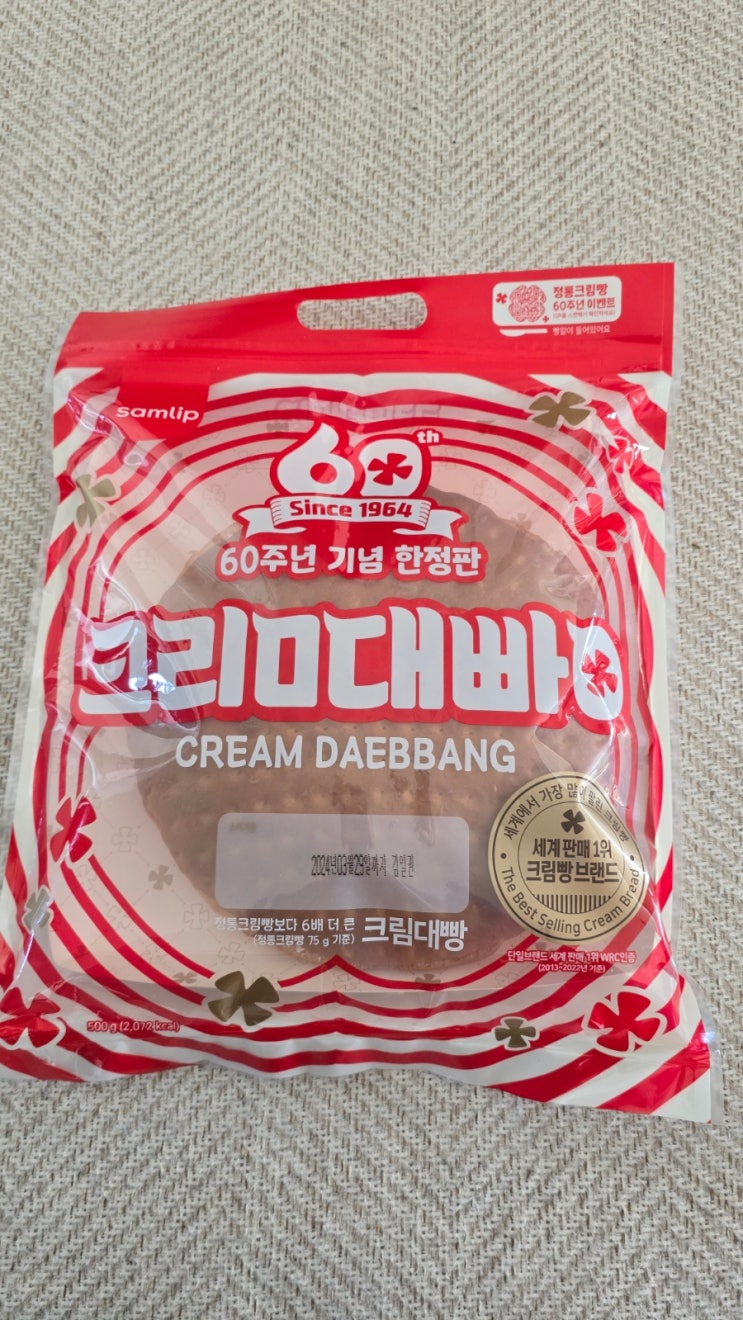 정통크림빵
60주년 이벤트
빵칼이 들어있어요
samlip
60th
Since 1964
60주년 기념 한정판
크림대빵
CREAM DAEBBANG
세계에서 가장 많이 팔린 크림빵
세계 판매 1위
크림빵 브랜드
The Best Selling Cream Bread
2024년03월29일까지
정통크림빵보다 6배 더 큰
(정통크림빵 75 g 기준)
크림대빵
단일브랜드 세계 판매 1위 WRC인증
(2013~2022년 기준)
500 g (2,072 kcal)